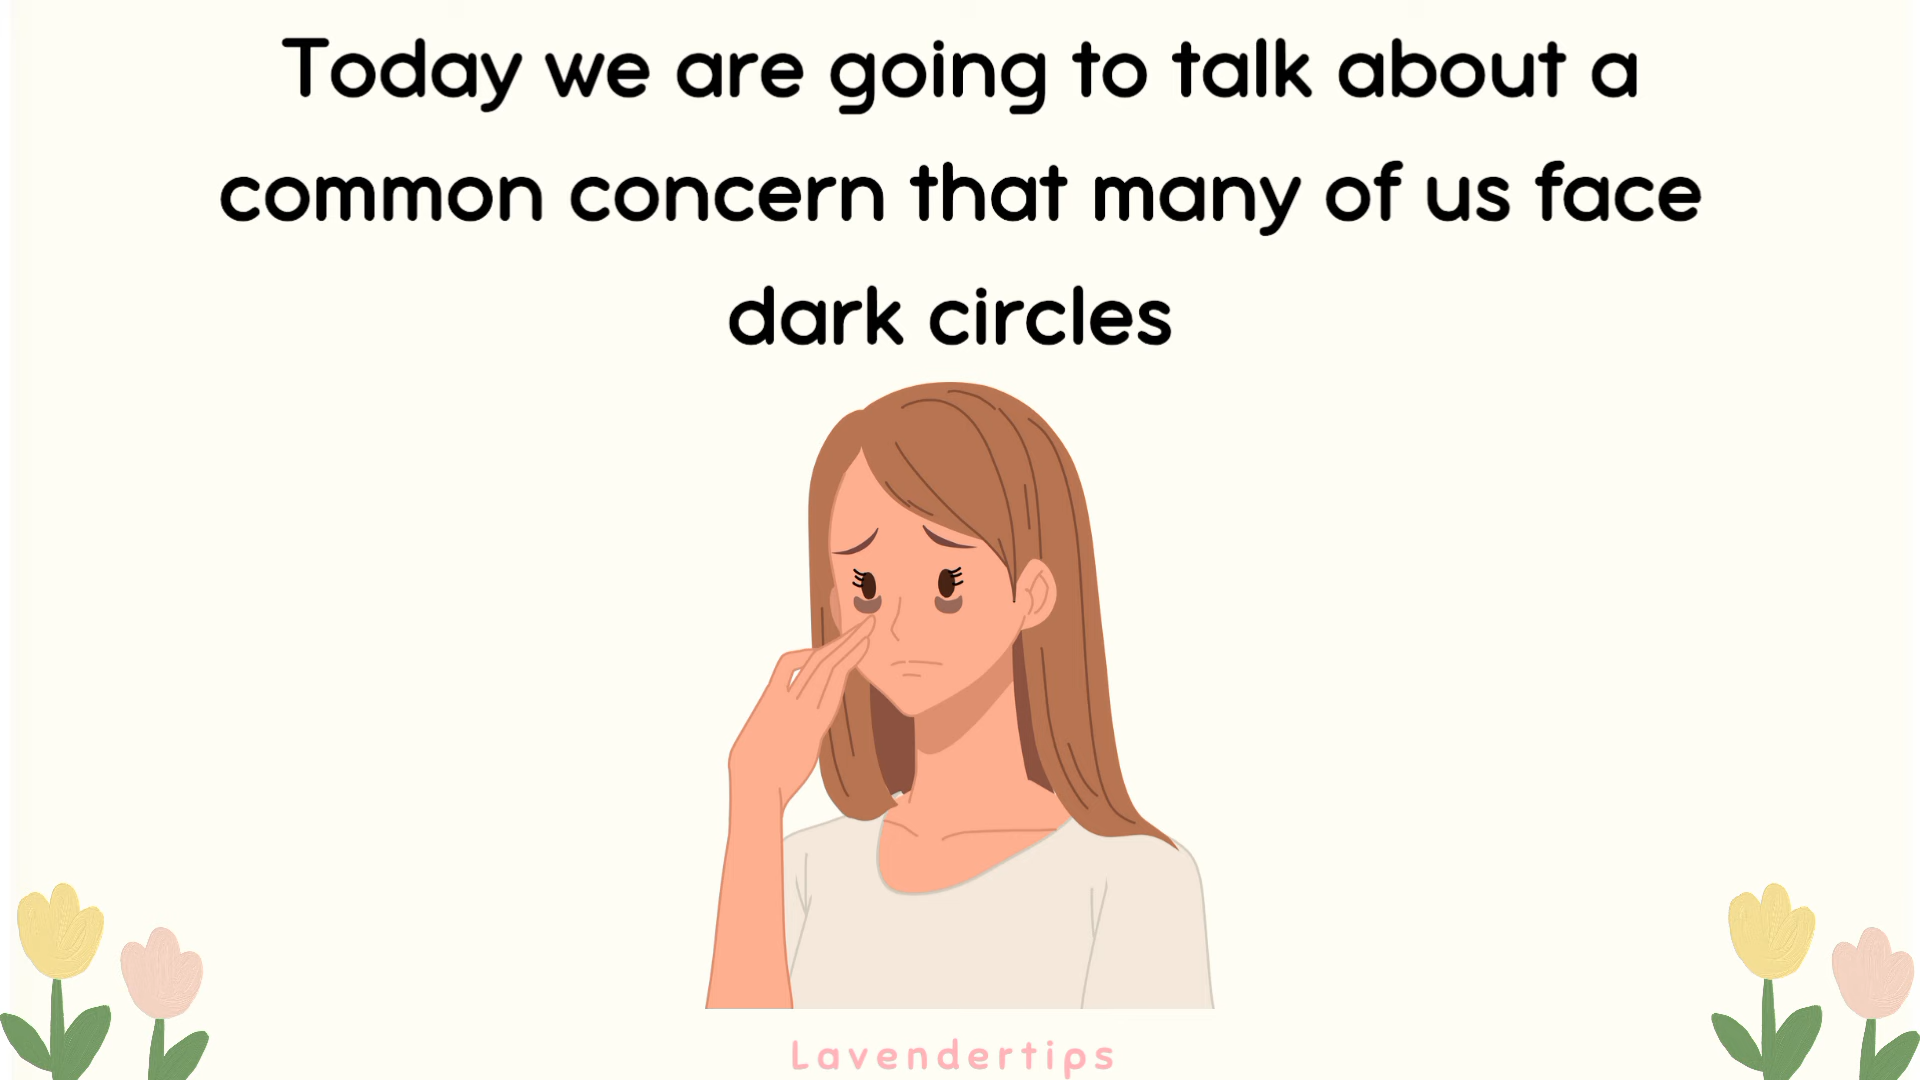 Today we are going to talk about a
common concern that many of us face
dark circles
Lavendertips